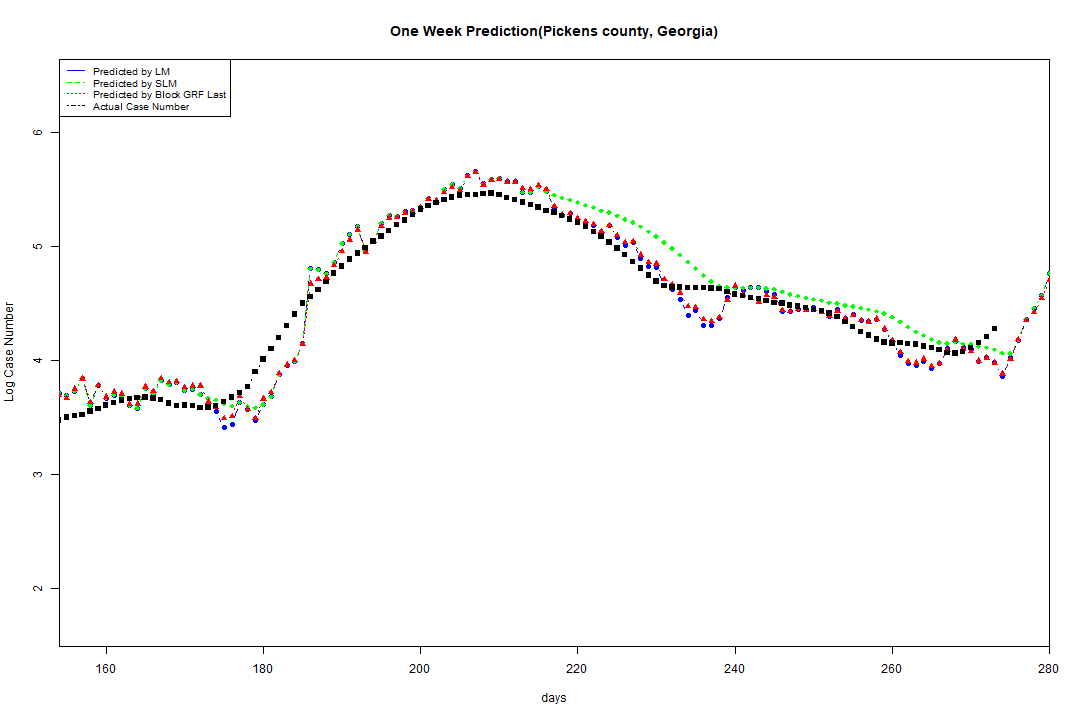 One Week Prediction(Pickens county, Georgia)
Predicted by LM
Predicted by SLM
Predicted by Block GRF Last
Actual Case Number
Log Case Number
6
5
4
3
2
160 180 200 220 240 260 280
days